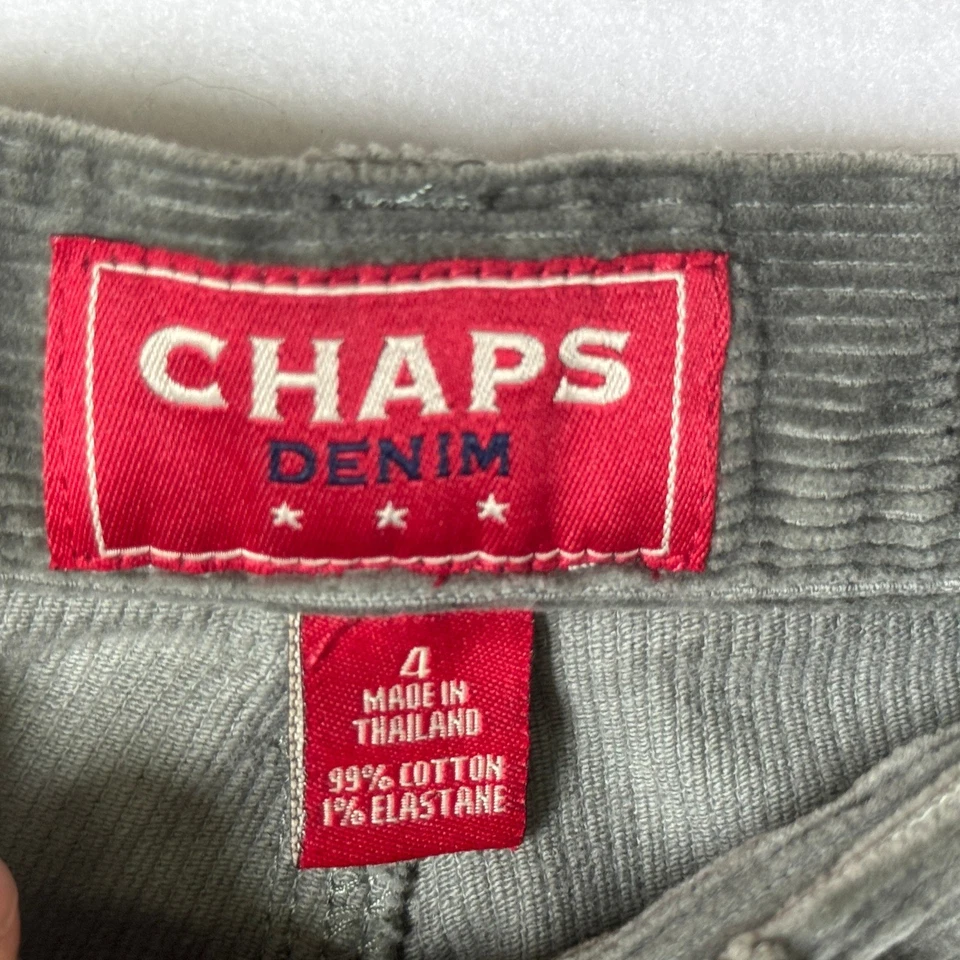 CHAPS
DENIM
4
MADE IN
THAILAND
99% COTTON
1% ELASTANE